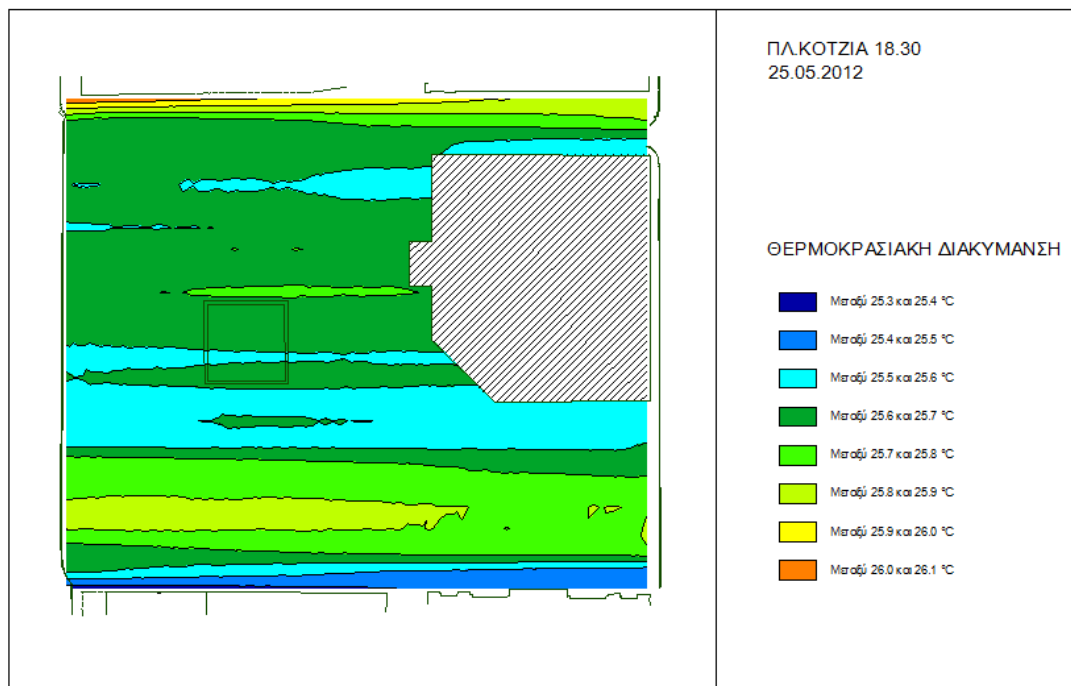 ΠΛ.ΚΟΤΖΙΑ 18.30
25.05.2012
ΘΕΡΜΟΚΡΑΣΙΑΚΗ ΔΙΑΚΥΜΑΝΣΗ
Μεταξύ 25.3 και 25.4 °C
Μεταξύ 25.4 και 25.5 °C
Μεταξύ 25.5 και 25.6 °C
Μεταξύ 25.6 και 25.7 °C
Μεταξύ 25.7 και 25.8 °C
Μεταξύ 25.8 και 25.9 °C
Μεταξύ 25.9 και 26.0 °C
Μεταξύ 26.0 και 26.1 °C